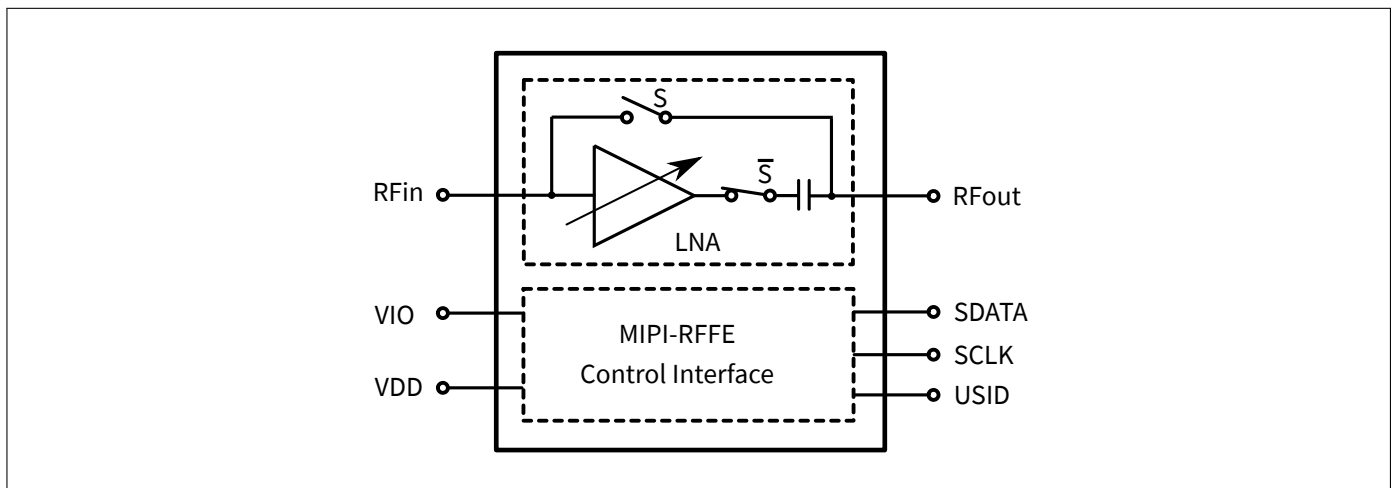 S
S̅
RFin
RFout
LNA
VIO
SDATA
MIPI-RFFE
SCLK
Control Interface
VDD
USID